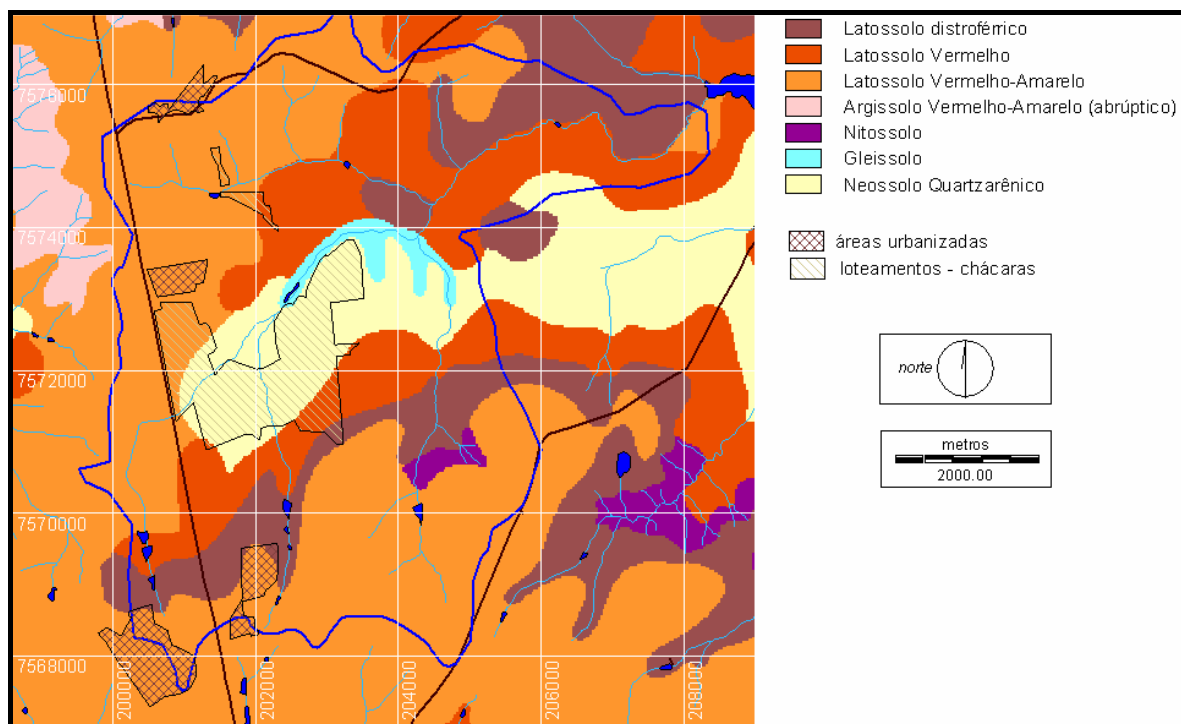 Latossolo distroférrico
Latossolo Vermelho
Latossolo Vermelho-Amarelo
Argissolo Vermelho-Amarelo (abrúptico)
Nitossolo
Gleissolo
Neossolo Quartzarênico
áreas urbanizadas
loteamentos - chácaras
norte
metros
2000.00
7576000
7574000
7572000
7570000
7568000
200000
202000
204000
206000
208000